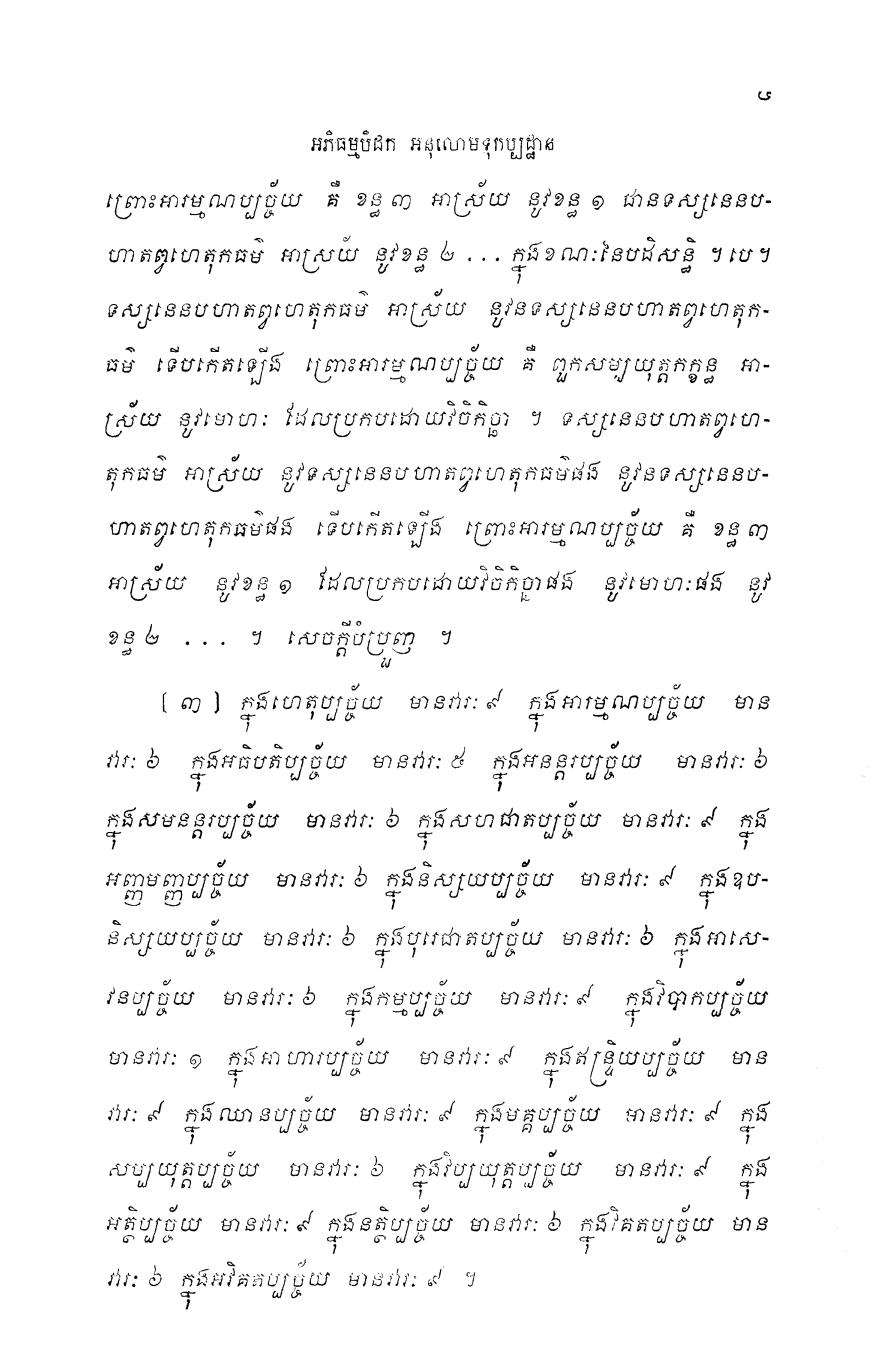 ៤
អភិធម្មបិដក អនុលោមទុកប្បដ្ឋាន
ព្រោះអារម្មណប្បច្ច័យ គឺ ខន្ធ ៣ អាស្រ័យ នូវខន្ធ ១ ជានទស្សនេនប-
ហាតព្វហេតុកធម៌ អាស្រ័យ នូវខន្ធ ២ ... ក្នុងខណៈនៃបដិសន្ធិ ។បេ។
ទស្សនេនបហាតព្វហេតុកធម៌ អាស្រ័យ នូវនទស្សនេនបហាតព្វហេតុក-
ធម៌ ទើបកើតឡើង ព្រោះអារម្មណប្បច្ច័យ គឺ ពួកសម្បយុត្តកក្ខន្ធ អា-
ស្រ័យ នូវមោហៈ ដែលប្រកបដោយវិចិកិច្ឆា ។ ទស្សនេនបហាតព្វហេ-
តុកធម៌ អាស្រ័យ នូវទស្សនេនបហាតព្វហេតុកធម៌ផង នូវនទស្សនេនប-
ហាតព្វហេតុកធម៌ផង ទើបកើតឡើង ព្រោះអារម្មណប្បច្ច័យ គឺ ខន្ធ ៣
អាស្រ័យ នូវខន្ធ ១ ដែលប្រកបដោយវិចិកិច្ឆាផង នូវមោហៈផង នូវ
ខន្ធ ២ ... ។ សេចក្តីបំប្រួញ ។
[ ៣ ] ក្នុងហេតុប្បច្ច័យ មានវារៈ ៩ ក្នុងអារម្មណប្បច្ច័យ មាន
វារៈ ៦ ក្នុងអធិបតិប្បច្ច័យ មានវារៈ ៥ ក្នុងអនន្តរប្បច្ច័យ មានវារៈ ៦
ក្នុងសមនន្តរប្បច្ច័យ មានវារៈ ៦ ក្នុងសហជាតប្បច្ច័យ មានវារៈ ៩ ក្នុង
អញ្ញមញ្ញប្បច្ច័យ មានវារៈ ៦ ក្នុងនិស្សយប្បច្ច័យ មានវារៈ ៩ ក្នុងឧប-
និស្សយប្បច្ច័យ មានវារៈ ៦ ក្នុងបុរេជាតប្បច្ច័យ មានវារៈ ៦ ក្នុងអាសេ-
វនប្បច្ច័យ មានវារៈ ៦ ក្នុងកម្មប្បច្ច័យ មានវារៈ ៩ ក្នុងវិបាកប្បច្ច័យ
មានវារៈ ១ ក្នុងអាហារប្បច្ច័យ មានវារៈ ៩ ក្នុងឥន្ទ្រិយប្បច្ច័យ មាន
វារៈ ៩ ក្នុងឈានប្បច្ច័យ មានវារៈ ៩ ក្នុងមគ្គប្បច្ច័យ មានវារៈ ៩ ក្នុង
សប្បយុត្តប្បច្ច័យ មានវារៈ ៦ ក្នុងវិប្បយុត្តប្បច្ច័យ មានវារៈ ៩ ក្នុង
អត្ថិប្បច្ច័យ មានវារៈ ៩ ក្នុងនត្ថិប្បច្ច័យ មានវារៈ ៦ ក្នុងវិគតប្បច្ច័យ មាន
វារៈ ៦ ក្នុងអវិគតប្បច្ច័យ មានវារៈ ៩ ។